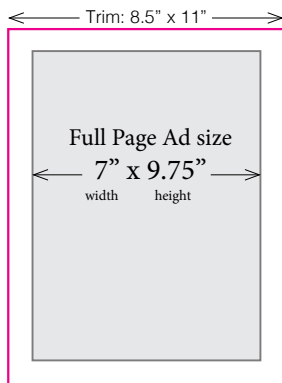 Trim: 8.5” x 11”
Full Page Ad size
7” x 9.75”
width height